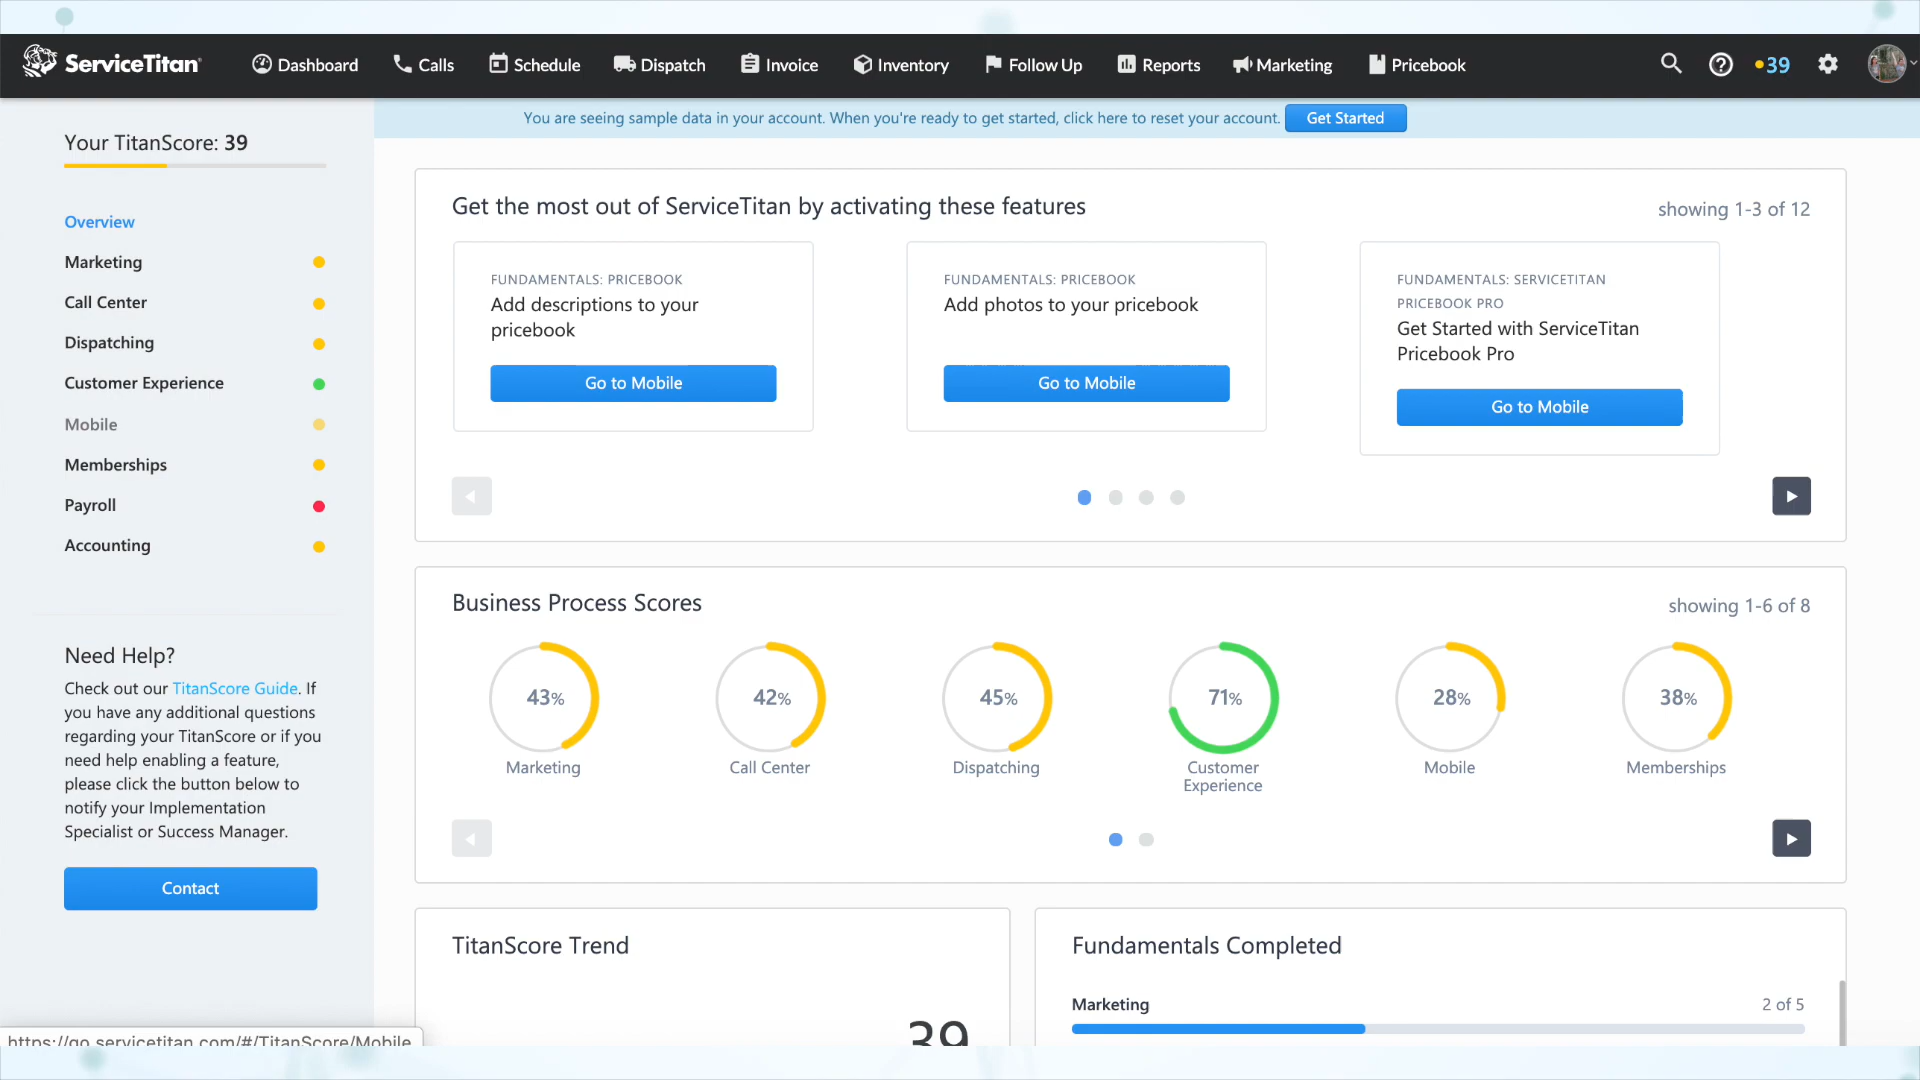 ServiceTitan
Dashboard
Calls
Schedule
Dispatch
Invoice
Inventory
Follow Up
Reports
Marketing
Pricebook
39
Your TitanScore: 39
Overview
Marketing
Call Center
Dispatching
Customer Experience
Mobile
Memberships
Payroll
Accounting
Need Help?
Check out our TitanScore Guide. If
you have any additional questions
regarding your TitanScore or if you
need help enabling a feature,
please click the button below to
notify your Implementation
Specialist or Success Manager.
Contact
You are seeing sample data in your account. When you're ready to get started, click here to reset your account.
Get Started
Get the most out of ServiceTitan by activating these features
showing 1-3 of 12
FUNDAMENTALS: PRICEBOOK
Add descriptions to your
pricebook
Go to Mobile
FUNDAMENTALS: PRICEBOOK
Add photos to your pricebook
Go to Mobile
FUNDAMENTALS: SERVICETITAN
PRICEBOOK PRO
Get Started with ServiceTitan
Pricebook Pro
Go to Mobile
Business Process Scores
showing 1-6 of 8
43%
Marketing
42%
Call Center
45%
Dispatching
71%
Customer
Experience
28%
Mobile
38%
Memberships
TitanScore Trend
39
Fundamentals Completed
Marketing
2 of 5
https://go.servicetitan.com/#/TitanScore/Mobile